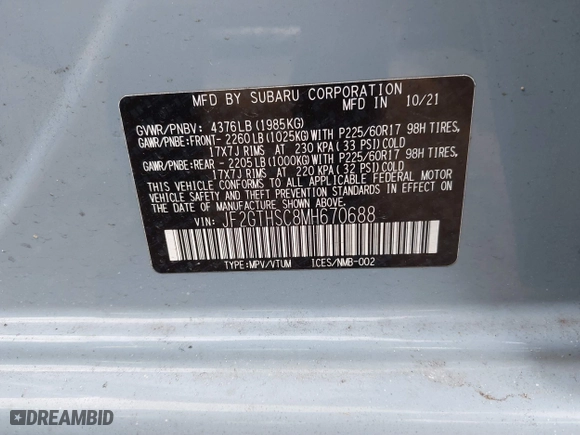 MFD BY SUBARU CORPORATION
MFD IN 10/21
GVWR/PNBV: 4376LB(1985KG)
GAWR/PNBE:FRONT- 2260LB(1025KG)WITH P225/60R17 98H TIRES,
17X7J RIMS AT 230 KPA(33 PSI)COLD
GAWR/PNBE:REAR - 2205LB(1000KG)WITH P225/60R17 98H TIRES,
17X7J RIMS AT 220 KPA(32 PSI)COLD
THIS VEHICLE CONFORMS TO ALL APPLICABLE FEDERAL MOTOR
VEHICLE SAFETY AND THEFT PREVENTION STANDARDS IN EFFECT
ON THE DATE OF MANUFACTURE SHOWN ABOVE.
VIN: JF2GTHSC8MH670688
TYPE:MPV/VTUM ICES/NMB-002
DREAMBID